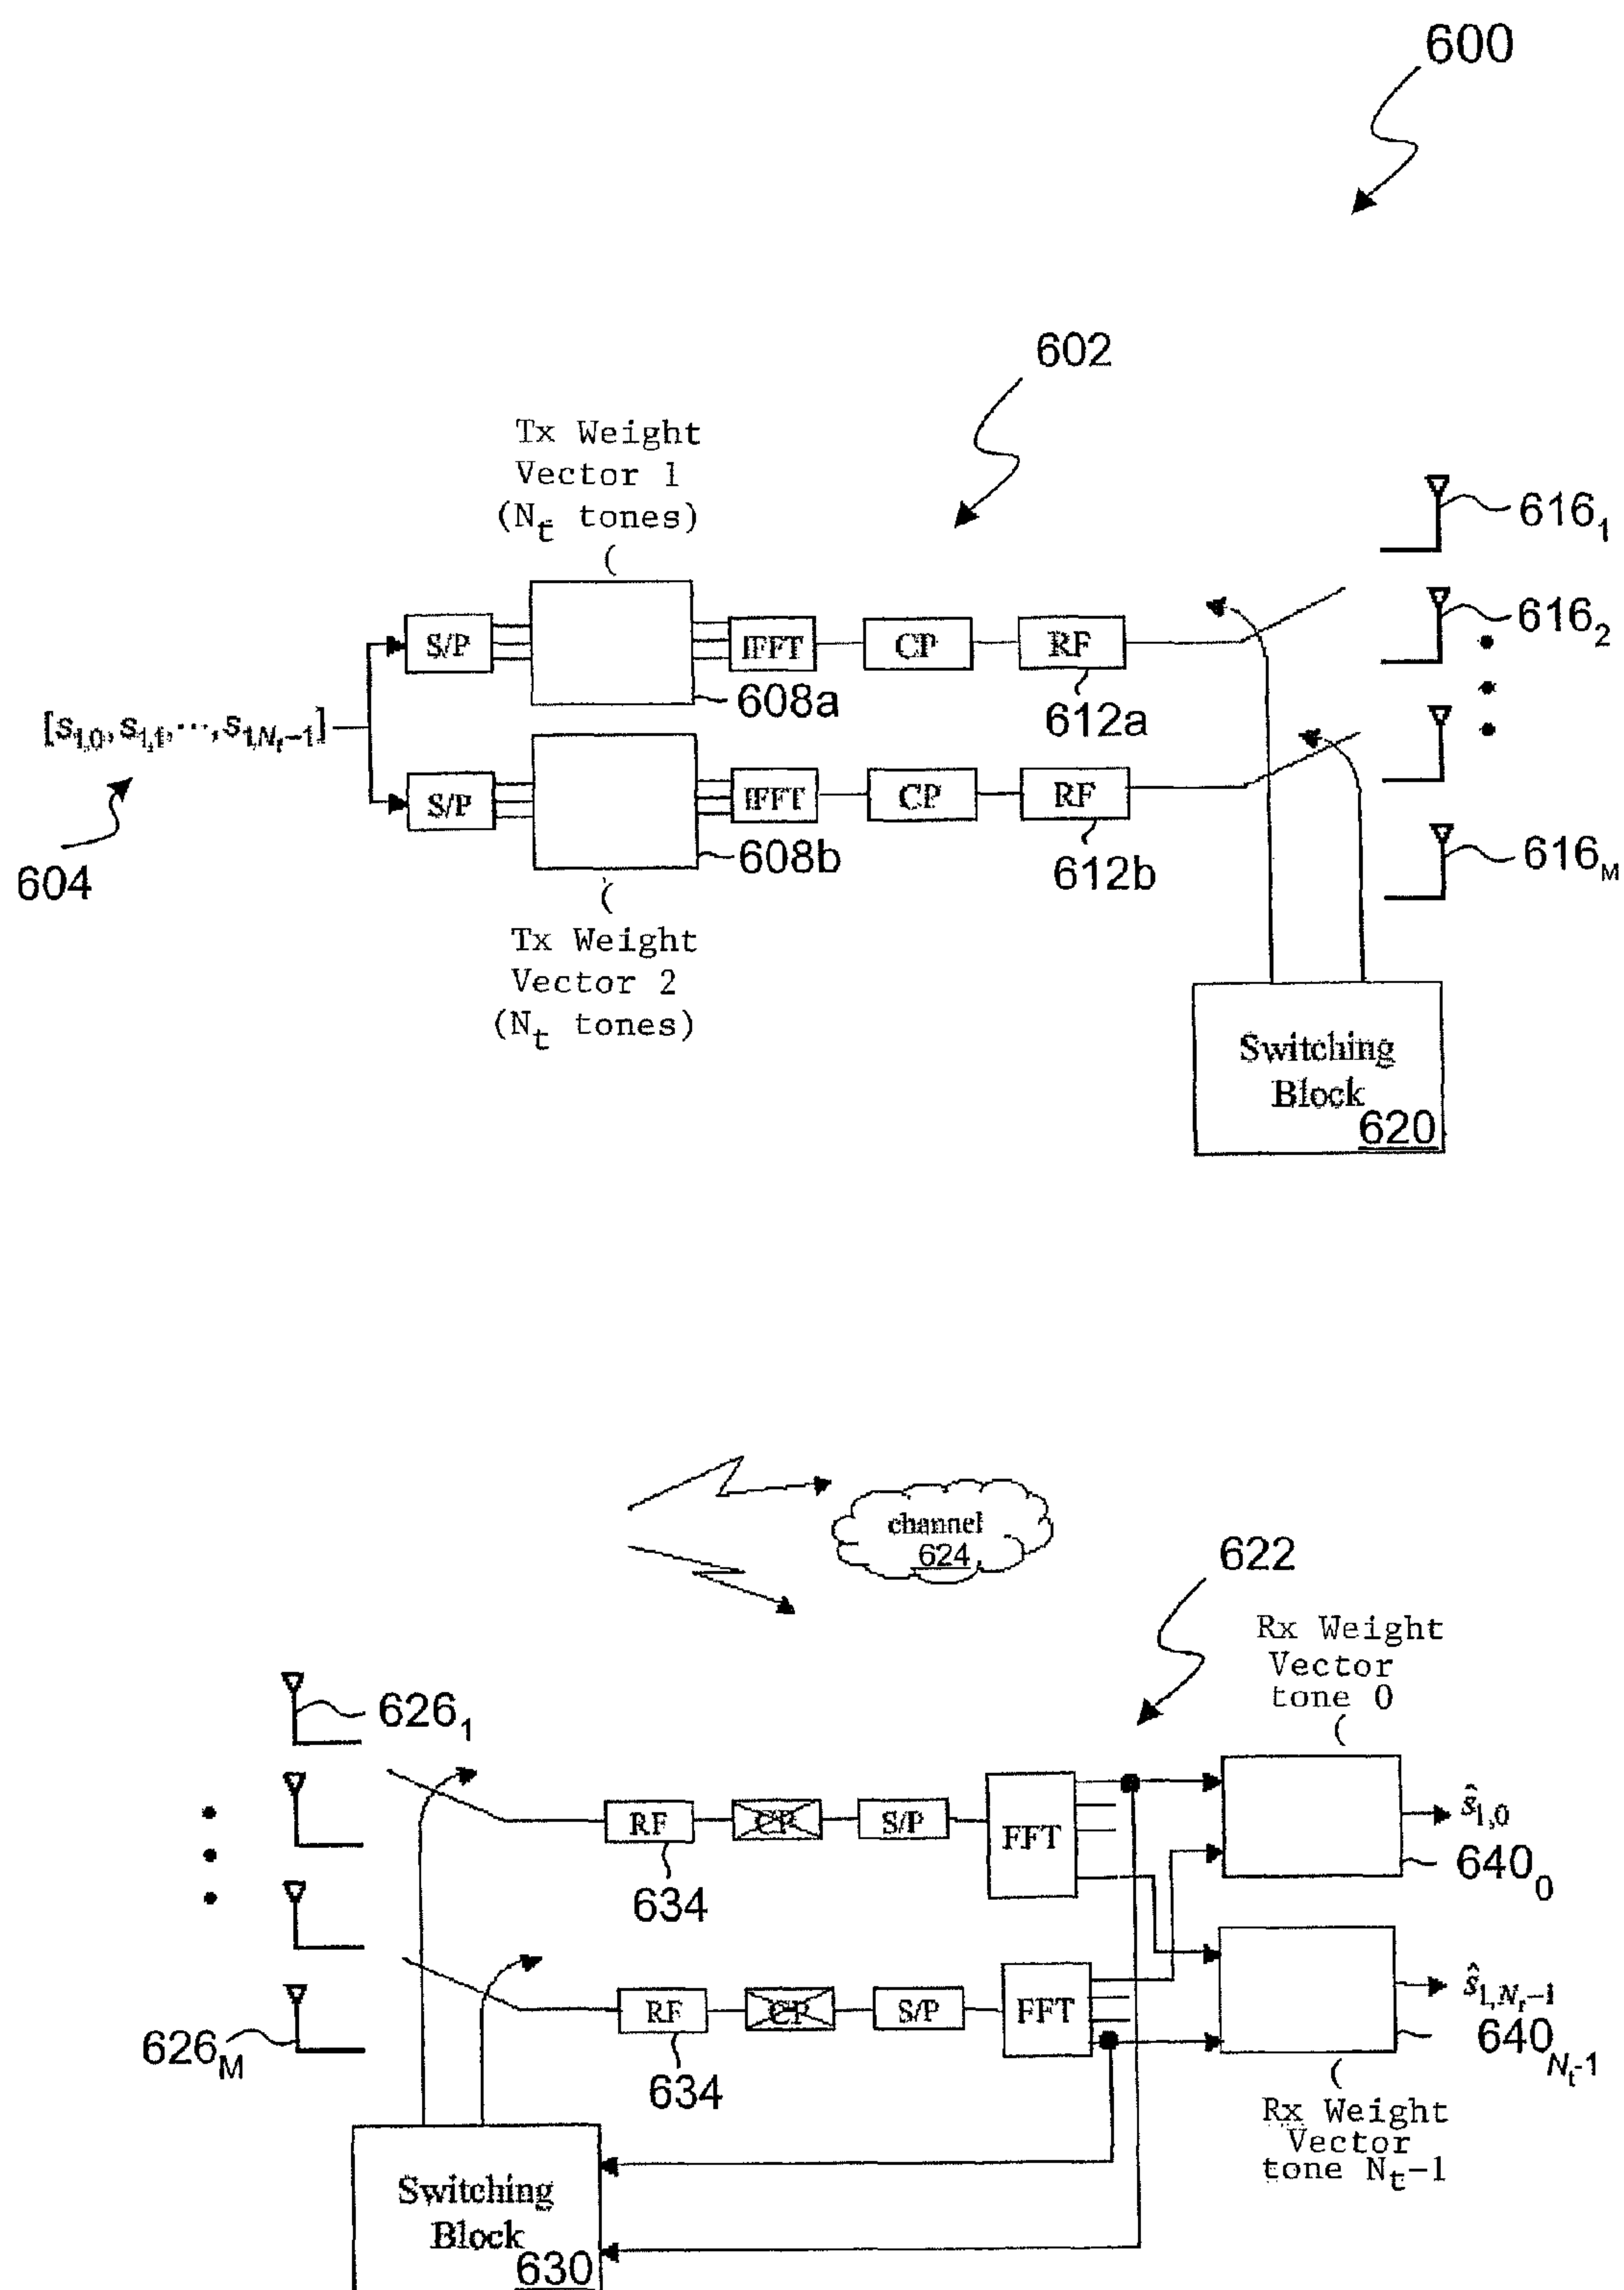 600
602
Tx Weight
Vector 1
(Nt tones)
616₁
S/P
IFFT
CP
RF
616₂
608a
612a
[s₁,₀, s₁,₁, ⋯, s₁,Nₜ₋₁]
S/P
IFFT
CP
RF
608b
612b
616M
604
Tx Weight
Vector 2
(Nt tones)
Switching
Block
620
channel
624
622
Rx Weight
Vector
tone 0
626₁
RF
CP
S/P
FFT
ŝ₁,₀
640₀
634
RF
CP
S/P
FFT
ŝ₁,Nₜ₋₁
640Nt-1
626M
634
Rx Weight
Vector
tone Nt-1
Switching
Block
630